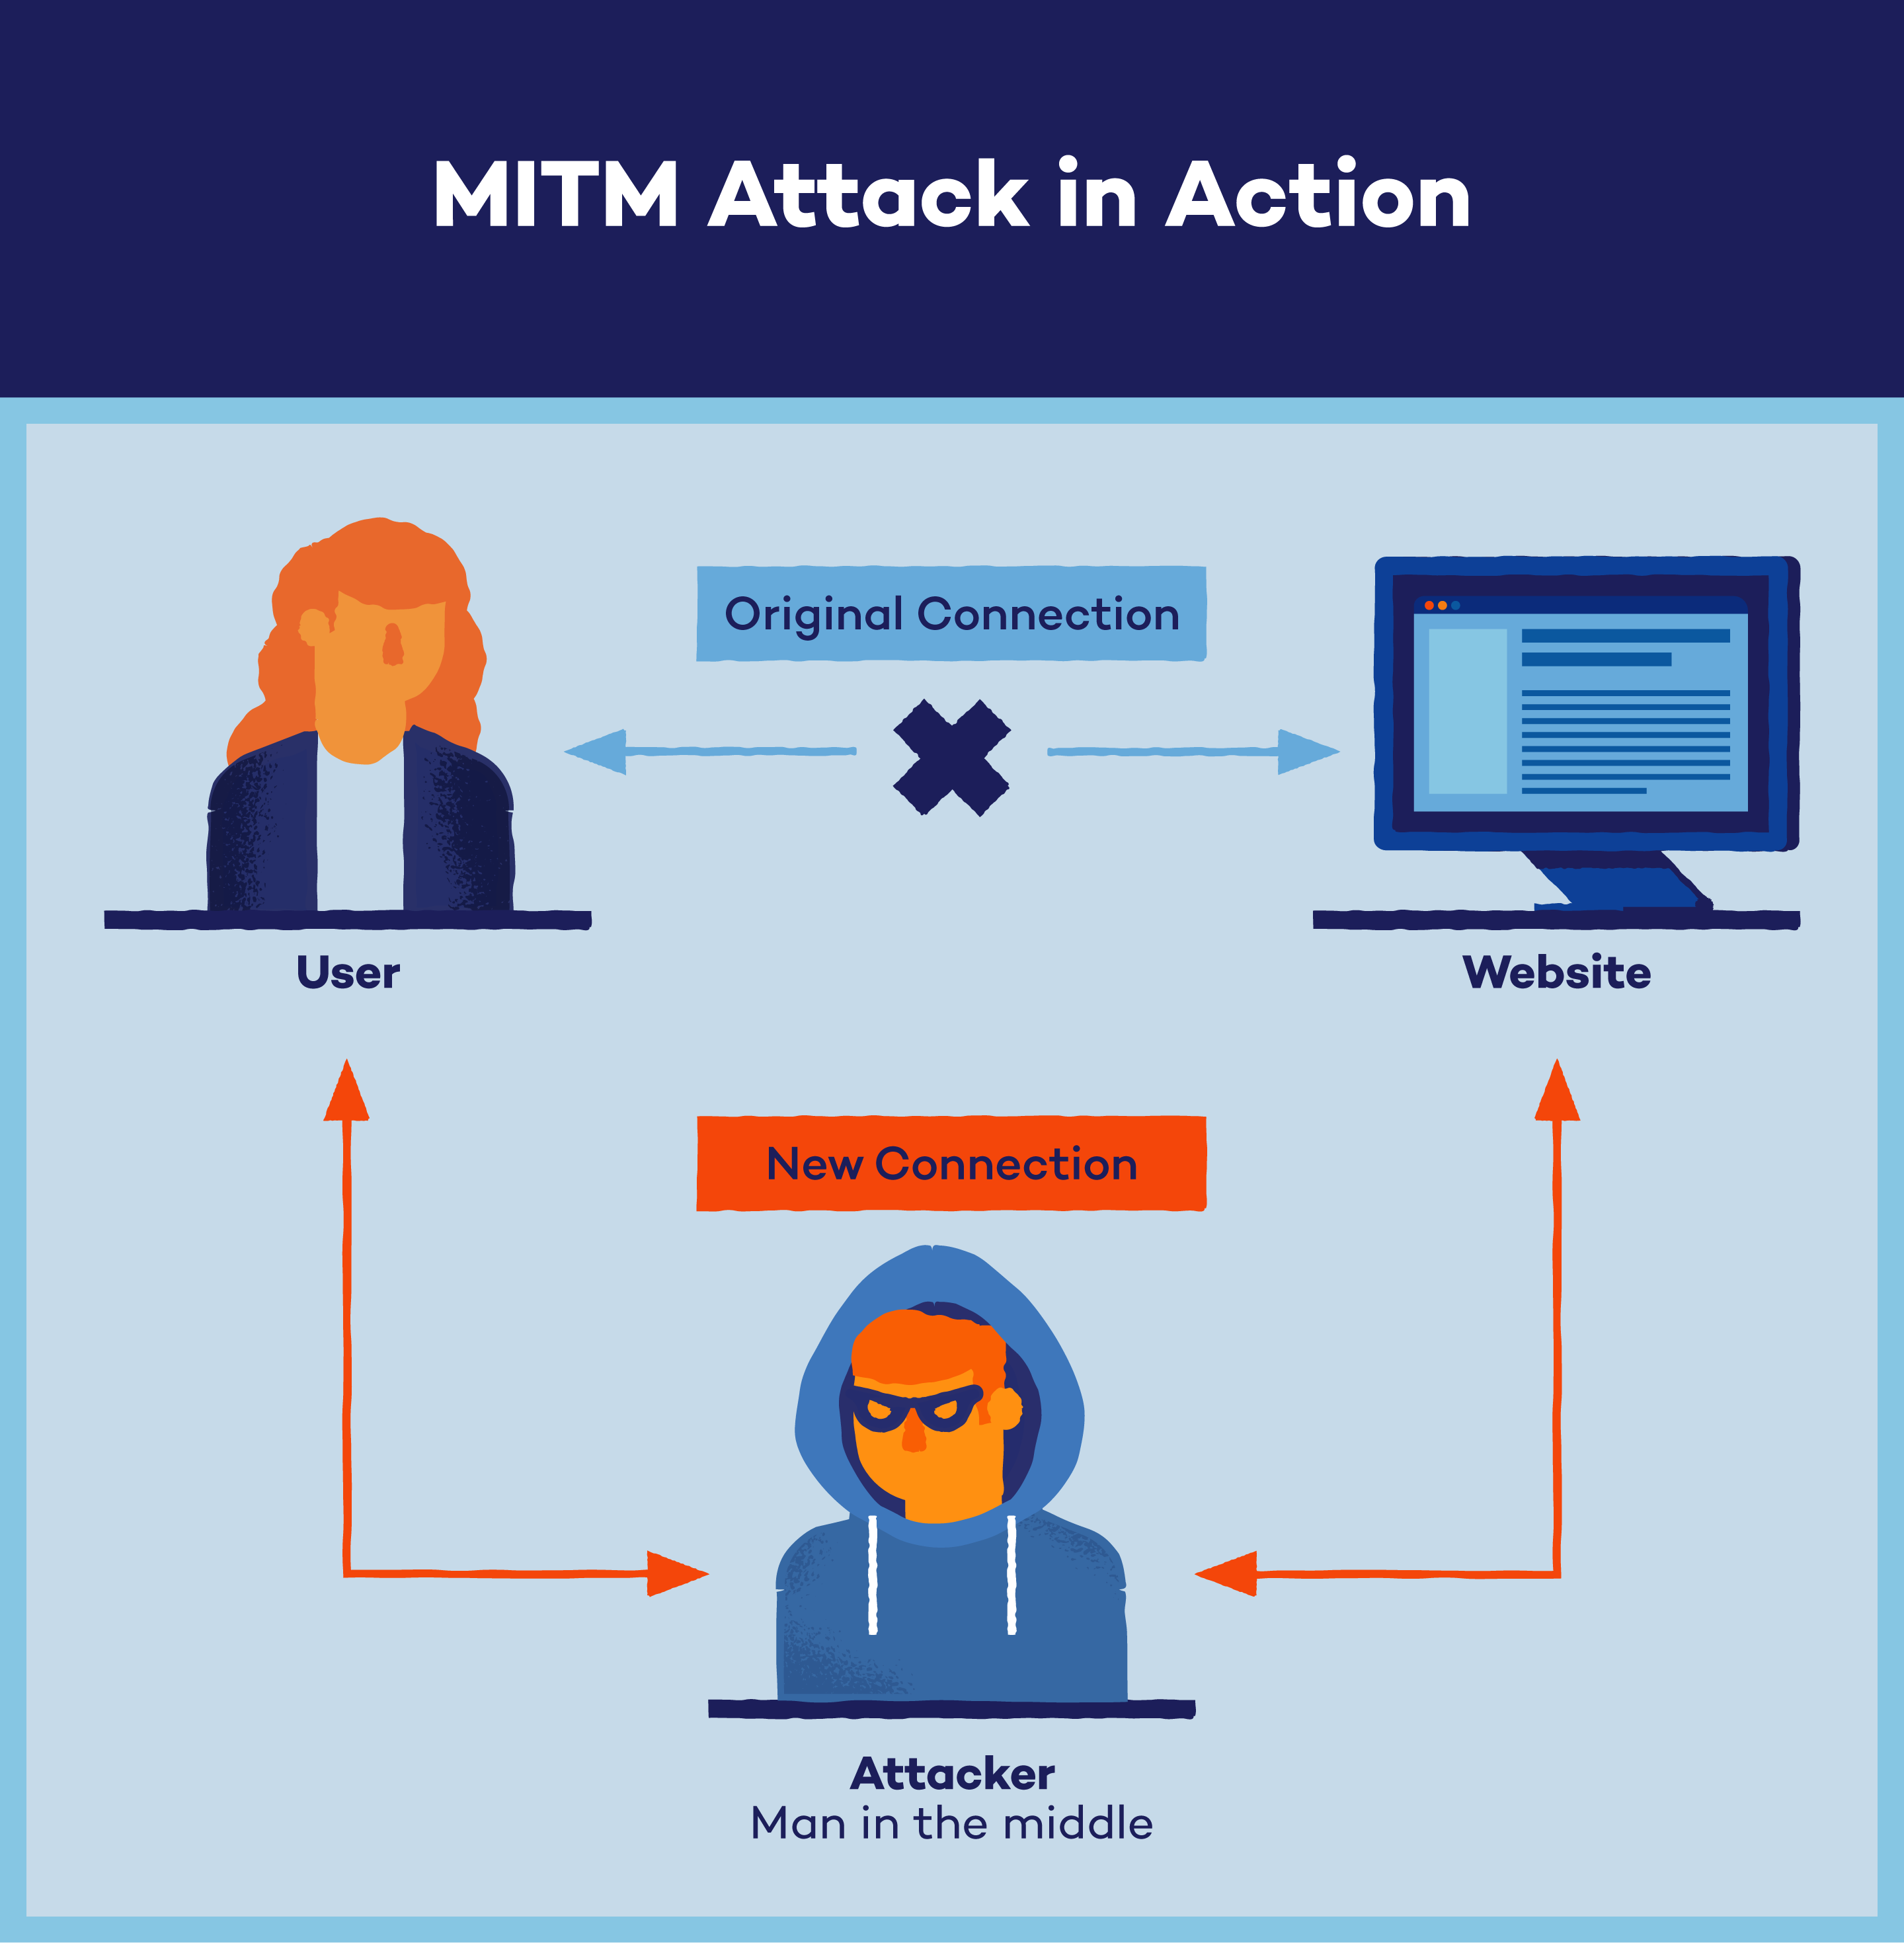 MITM Attack in Action
Original Connection
User
Website
New Connection
Attacker
Man in the middle